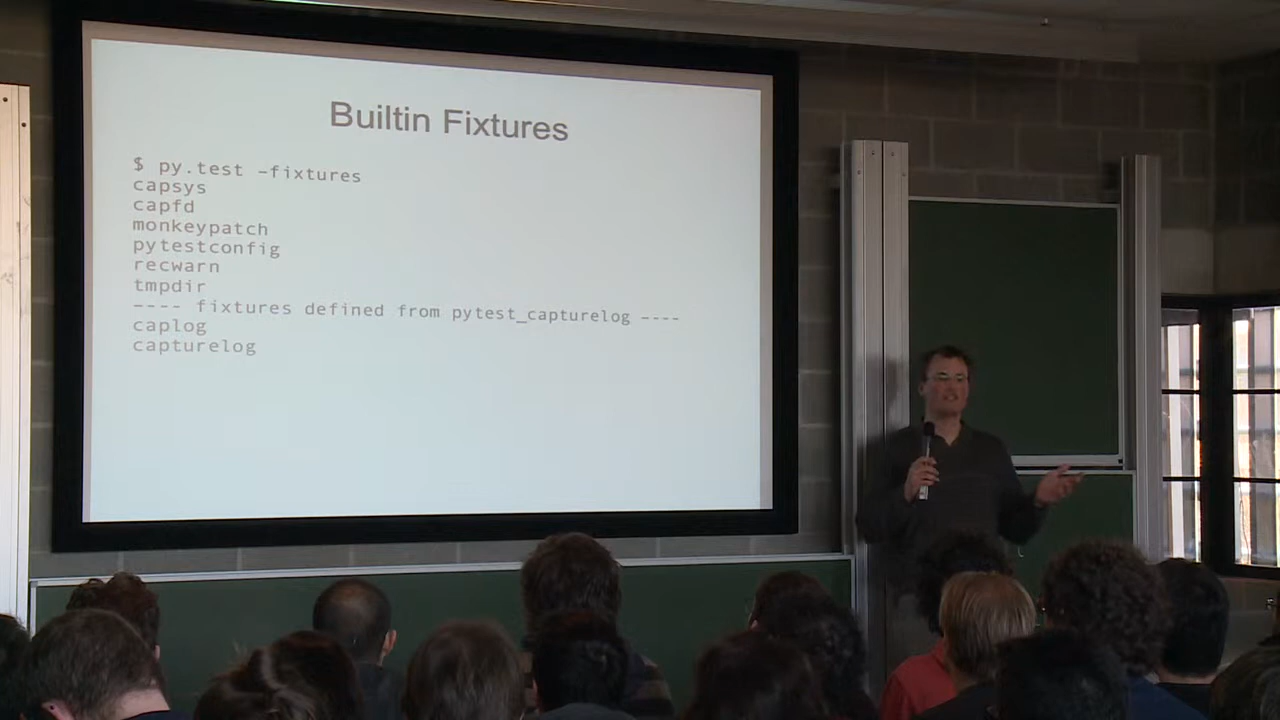 Builtin Fixtures
$ py.test –fixtures
capsys
capfd
monkeypatch
pytestconfig
recwarn
tmpdir
---- fixtures defined from pytest_capturelog ----
caplog
capturelog